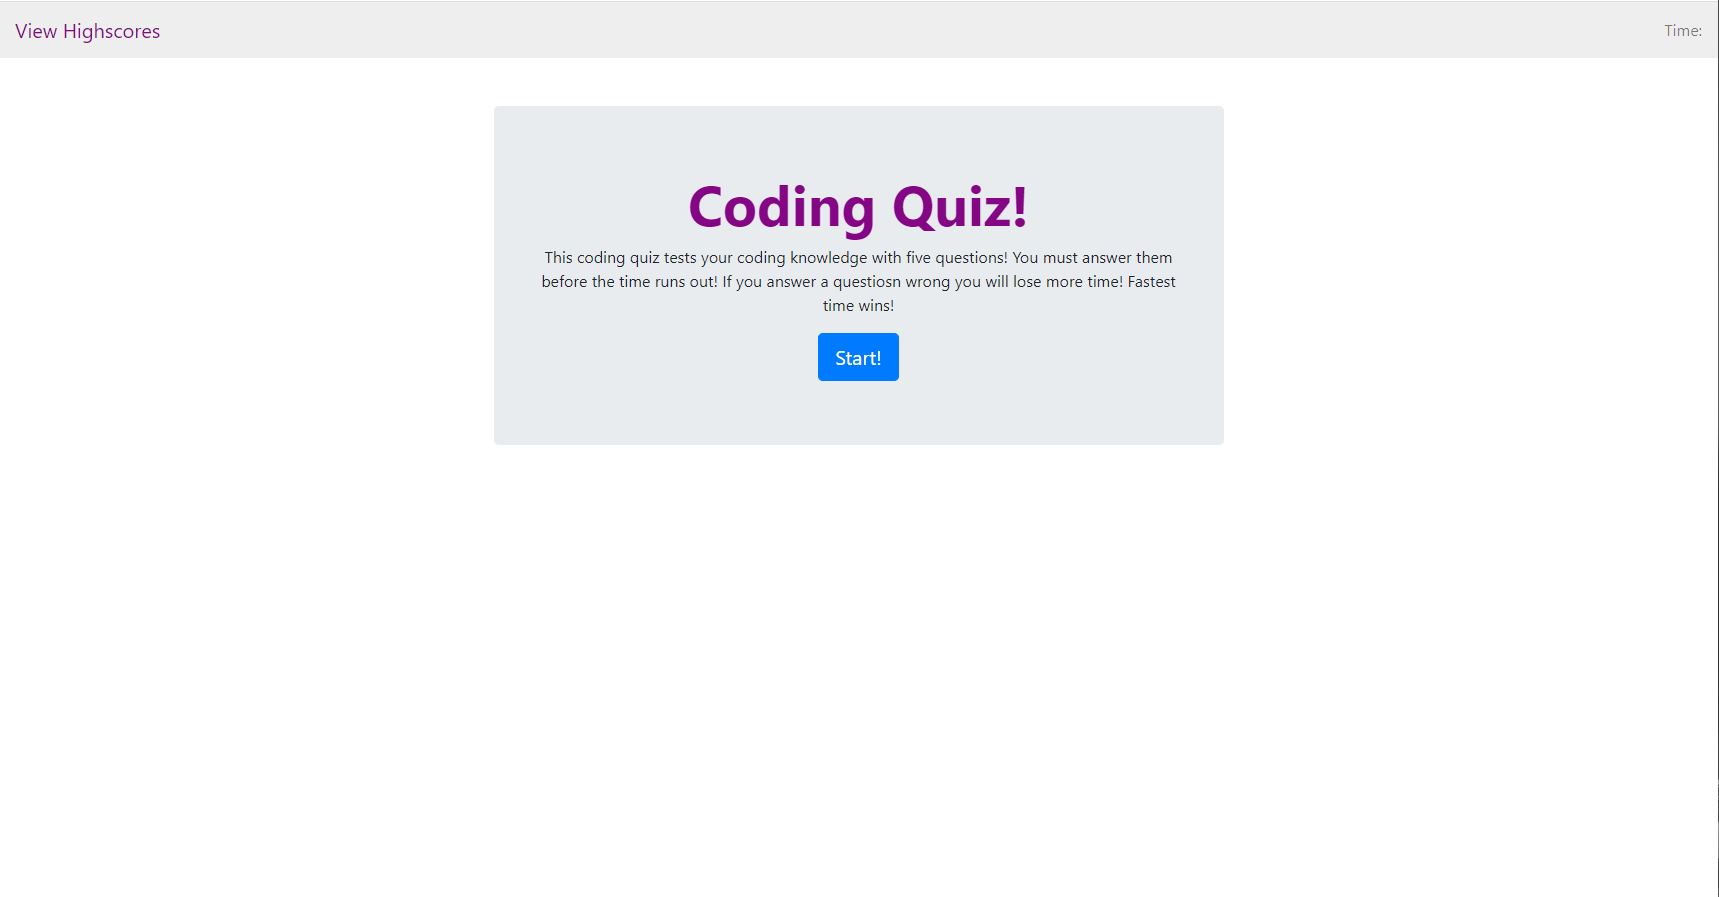 View Highscores
Time:
Coding Quiz!
This coding quiz tests your coding knowledge with five questions! You must answer them
before the time runs out! If you answer a questiosn wrong you will lose more time! Fastest
time wins!
Start!